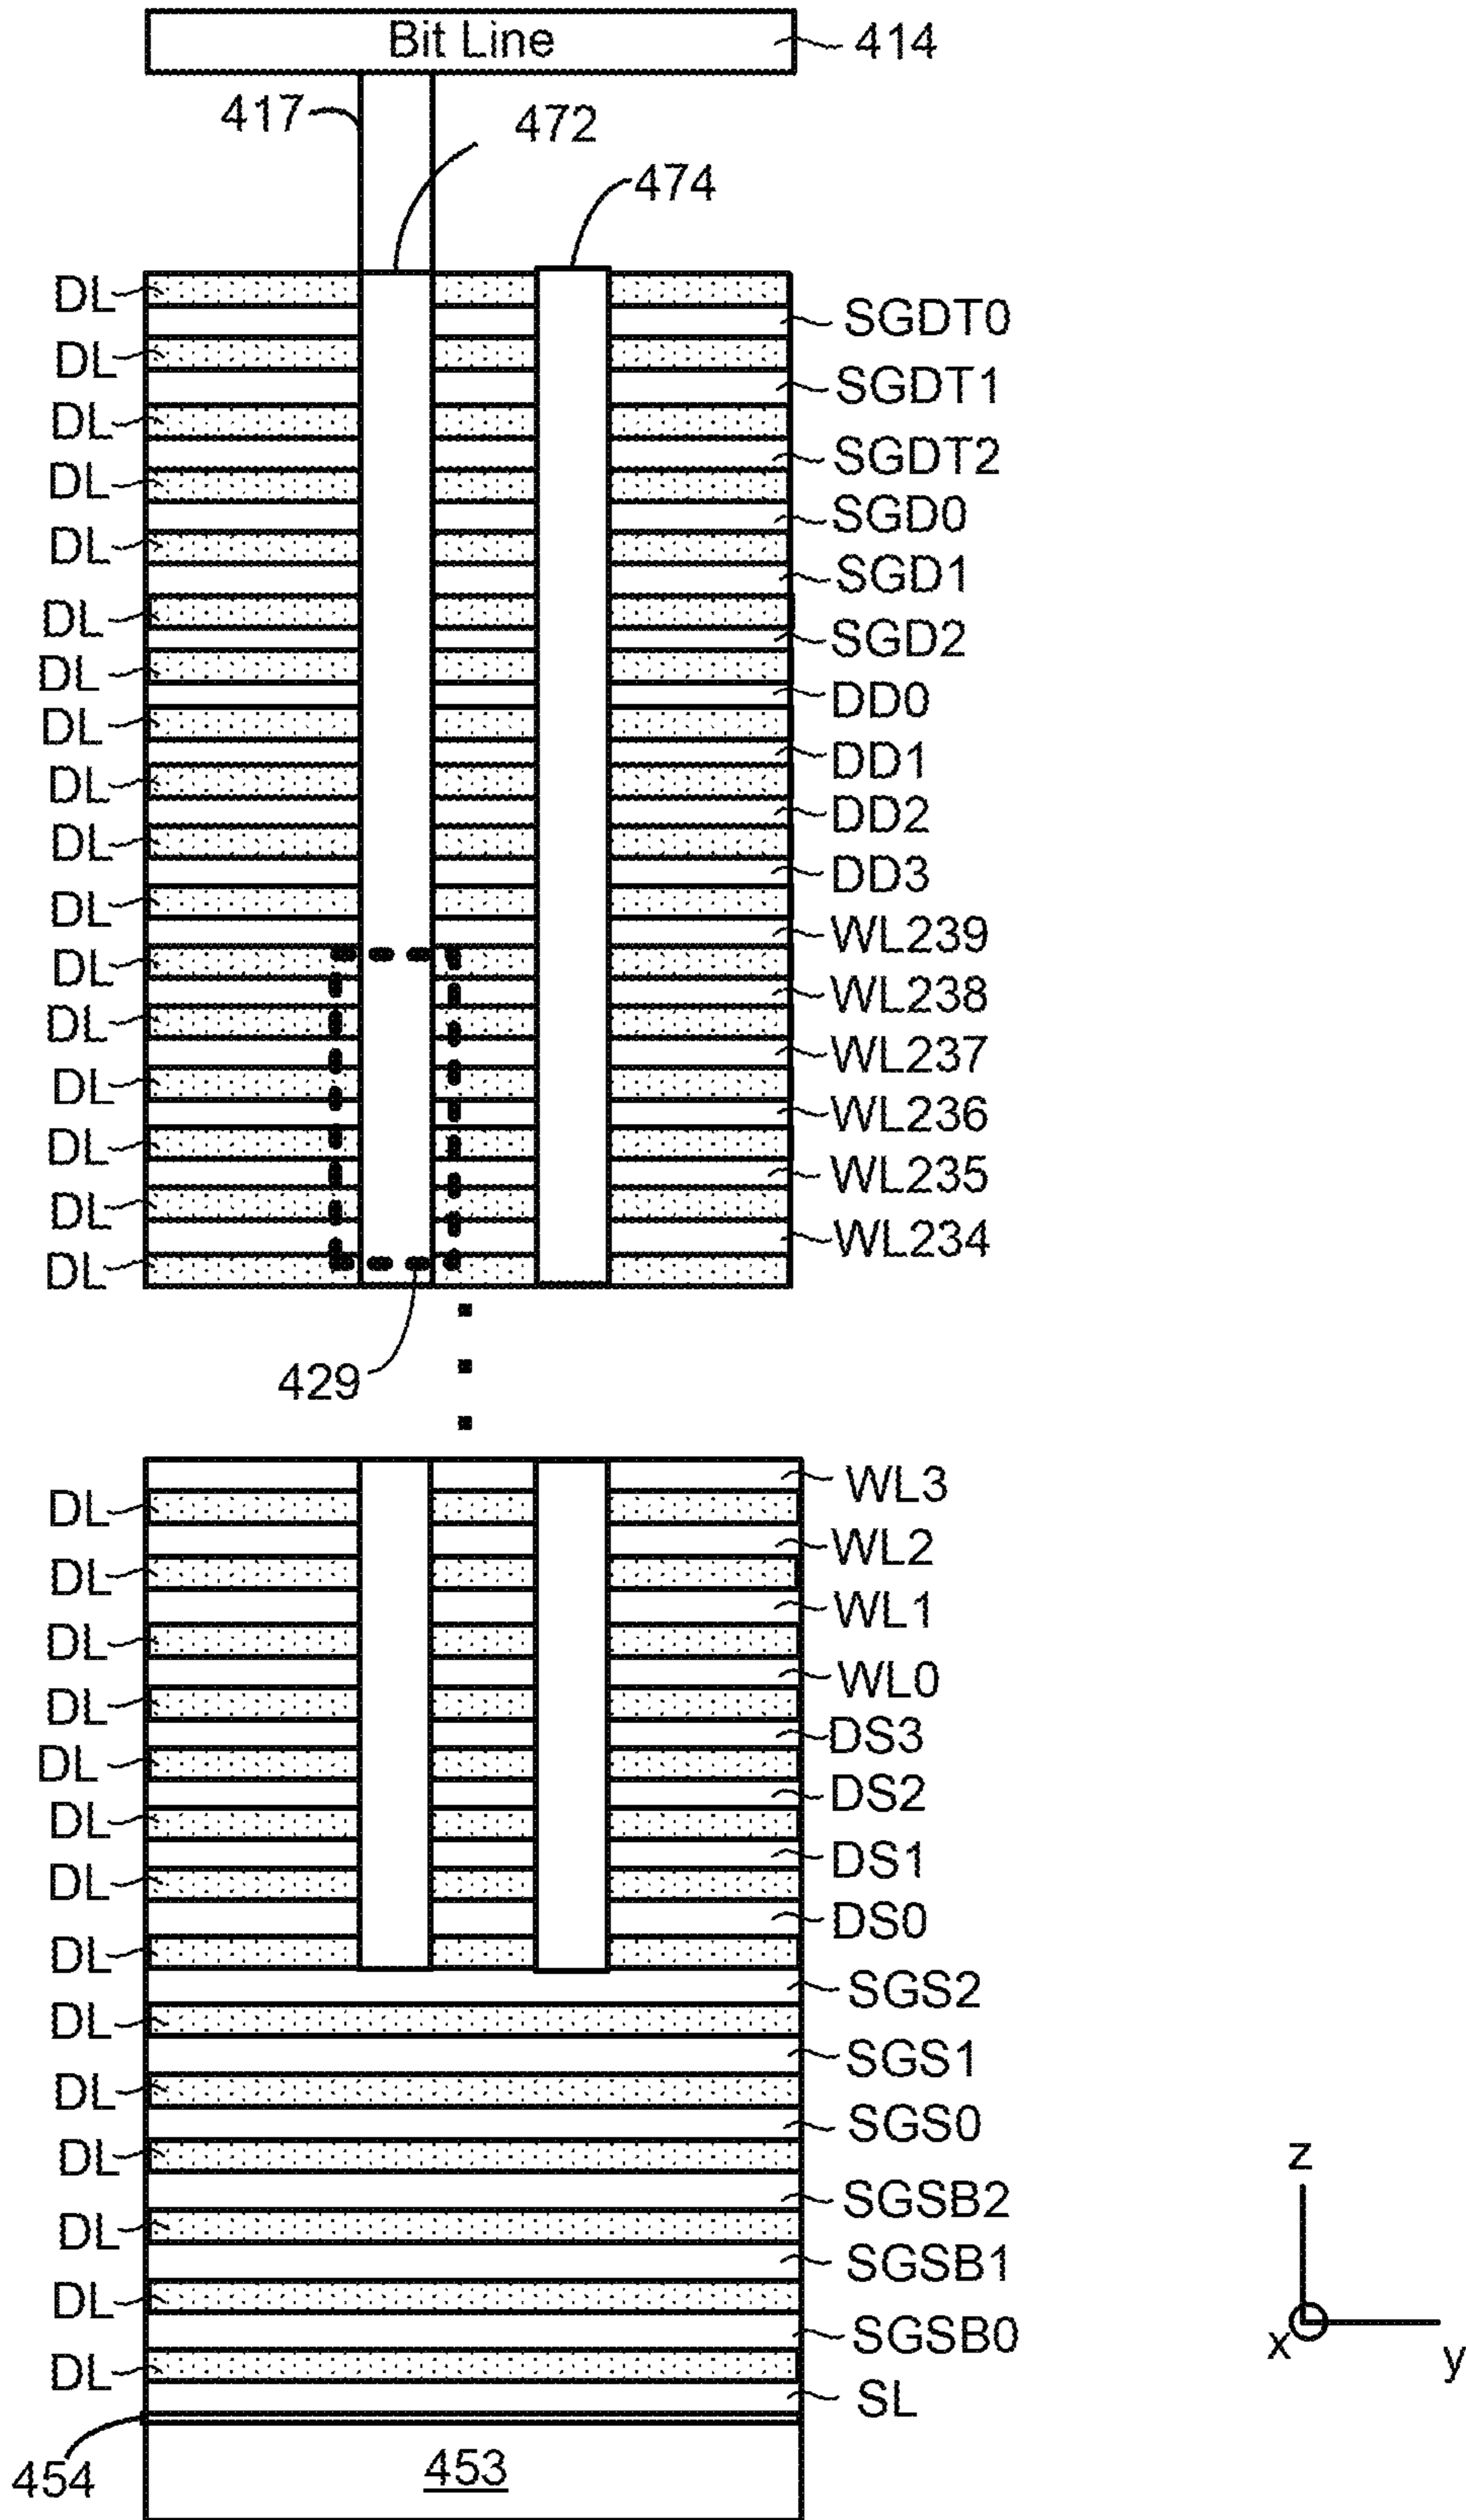 Bit Line
414
417
472
474
DL
SGDT0
DL
SGDT1
DL
SGDT2
DL
SGD0
DL
SGD1
DL
SGD2
DL
DD0
DL
DD1
DL
DD2
DL
DD3
DL
WL239
DL
WL238
DL
WL237
DL
WL236
DL
WL235
DL
WL234
DL
429
WL3
DL
WL2
DL
WL1
DL
WL0
DL
DS3
DL
DS2
DL
DS1
DL
DS0
DL
SGS2
DL
SGS1
DL
SGS0
DL
SGSB2
DL
SGSB1
DL
SGSB0
DL
SL
454
453
z
x
y